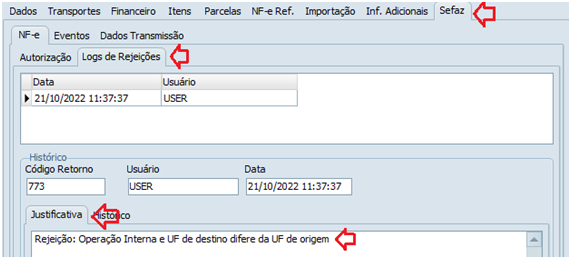 Dados Transportes Financeiro Itens Parcelas NF-e Ref. Importação Inf. Adicionais Sefaz
NF-e Eventos Dados Transmissão
Autorização Logs de Rejeições
Data Usuário
21/10/2022 11:37:37 USER
Histórico
Código Retorno Usuário Data
773 USER 21/10/2022 11:37:37
Justificativa Histórico
Rejeição: Operação Interna e UF de destino difere da UF de origem